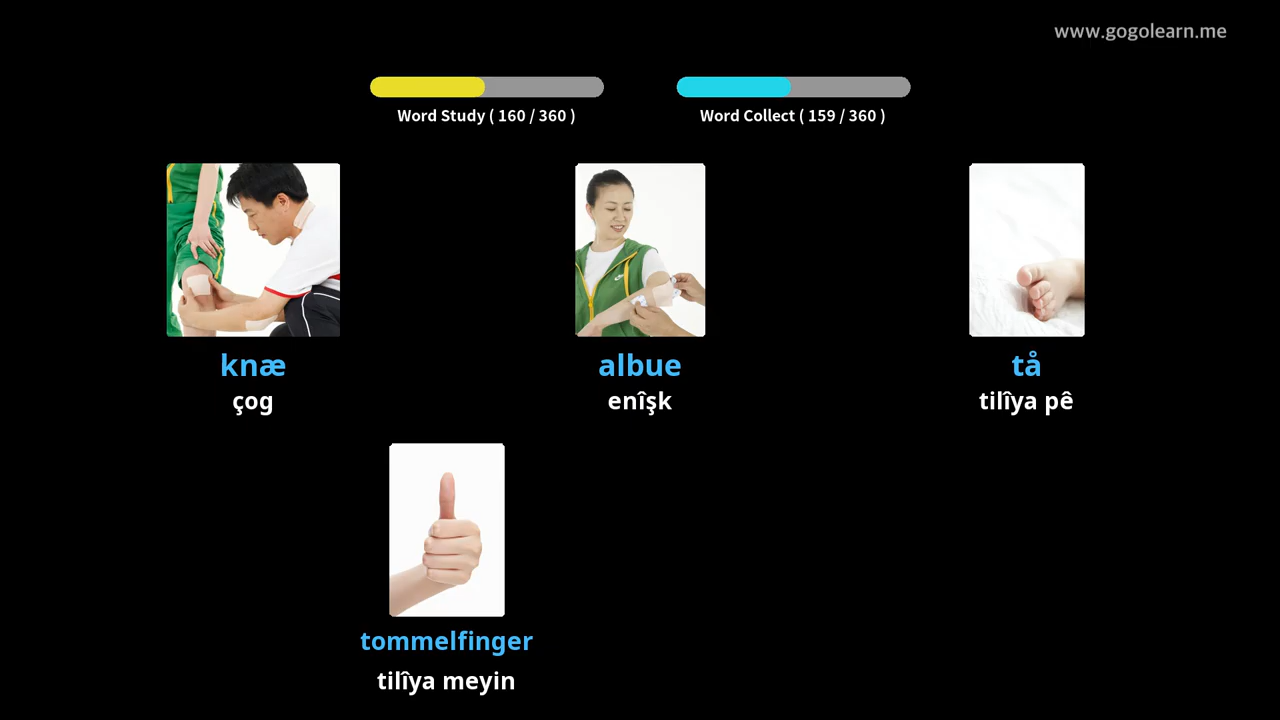 www.gogolearn.me
Word Study ( 160 / 360 )
Word Collect ( 159 / 360 )
knæ
çog
albue
enîşk
tå
tilîya pê
tommelfinger
tilîya meyin